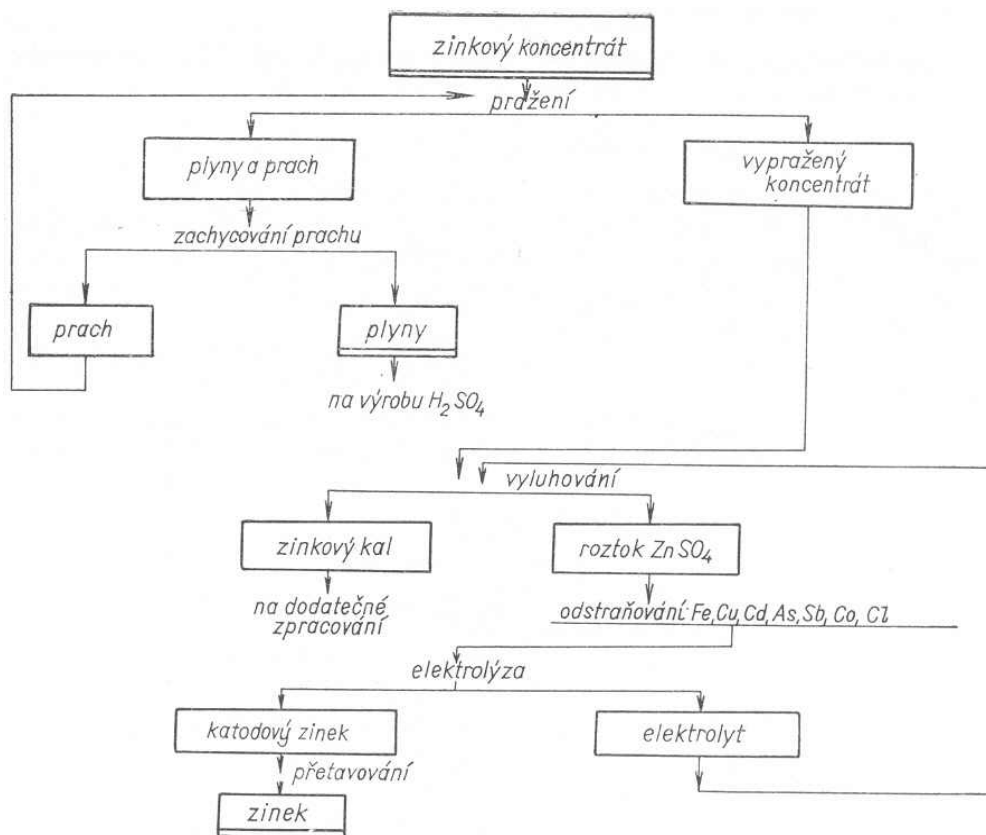 zinkový koncentrát
pražení
plyny a prach
vypražený
koncentrát
zachycování prachu
prach
plyny
na výrobu H₂SO₄
vyluhování
zinkový kal
roztok ZnSO₄
na dodatečné
zpracování
odstraňování: Fe,Cu,Cd,As,Sb,Co,Cl
elektrolýza
katodový zinek
elektrolyt
přetavování
zinek